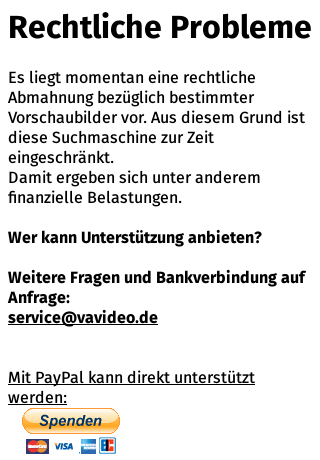 Rechtliche Probleme
Es liegt momentan eine rechtliche
Abmahnung bezüglich bestimmter
Vorschaubilder vor. Aus diesem Grund ist
diese Suchmaschine zur Zeit
eingeschränkt.
Damit ergeben sich unter anderem
finanzielle Belastungen.
Wer kann Unterstützung anbieten?
Weitere Fragen und Bankverbindung auf
Anfrage:
service@vavideo.de
Mit PayPal kann direkt unterstützt
werden:
Spenden
VISA